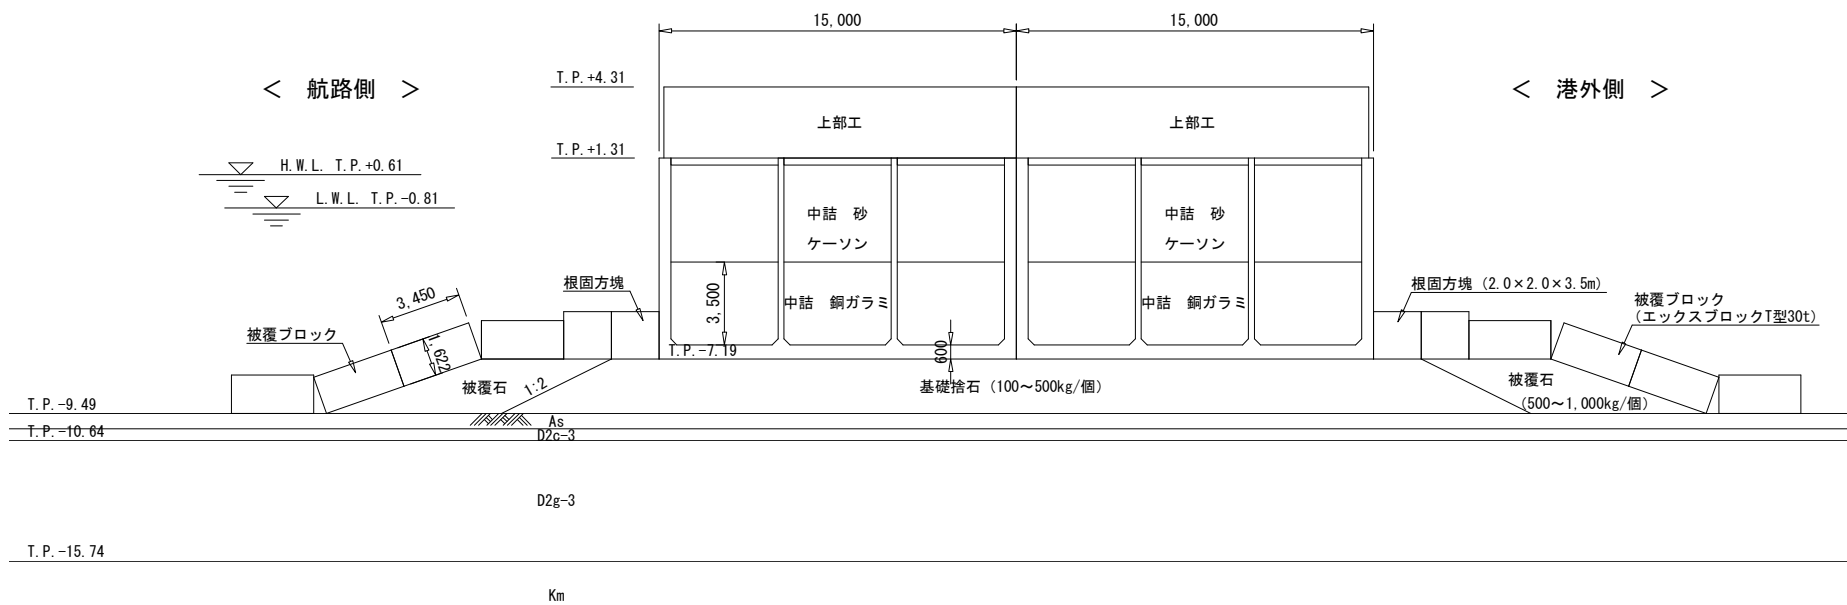 15,000
15,000
＜　航路側　＞
T.P.+4.31
＜　港外側　＞
上部工
上部工
T.P.+1.31
H.W.L. T.P.+0.61
L.W.L. T.P.-0.81
中詰　砂
ケーソン
中詰　砂
ケーソン
3,450
根固方塊
3,500
中詰　銅ガラミ
中詰　銅ガラミ
根固方塊（2.0×2.0×3.5m）
被覆ブロック
（エックスブロックT型30t）
被覆ブロック
1,622
T.P.-7.19
600
被覆石
1:2
基礎捨石（100～500kg/個）
被覆石
（500～1,000kg/個）
T.P.-9.49
As
T.P.-10.64
D2c-3
D2g-3
T.P.-15.74
Km